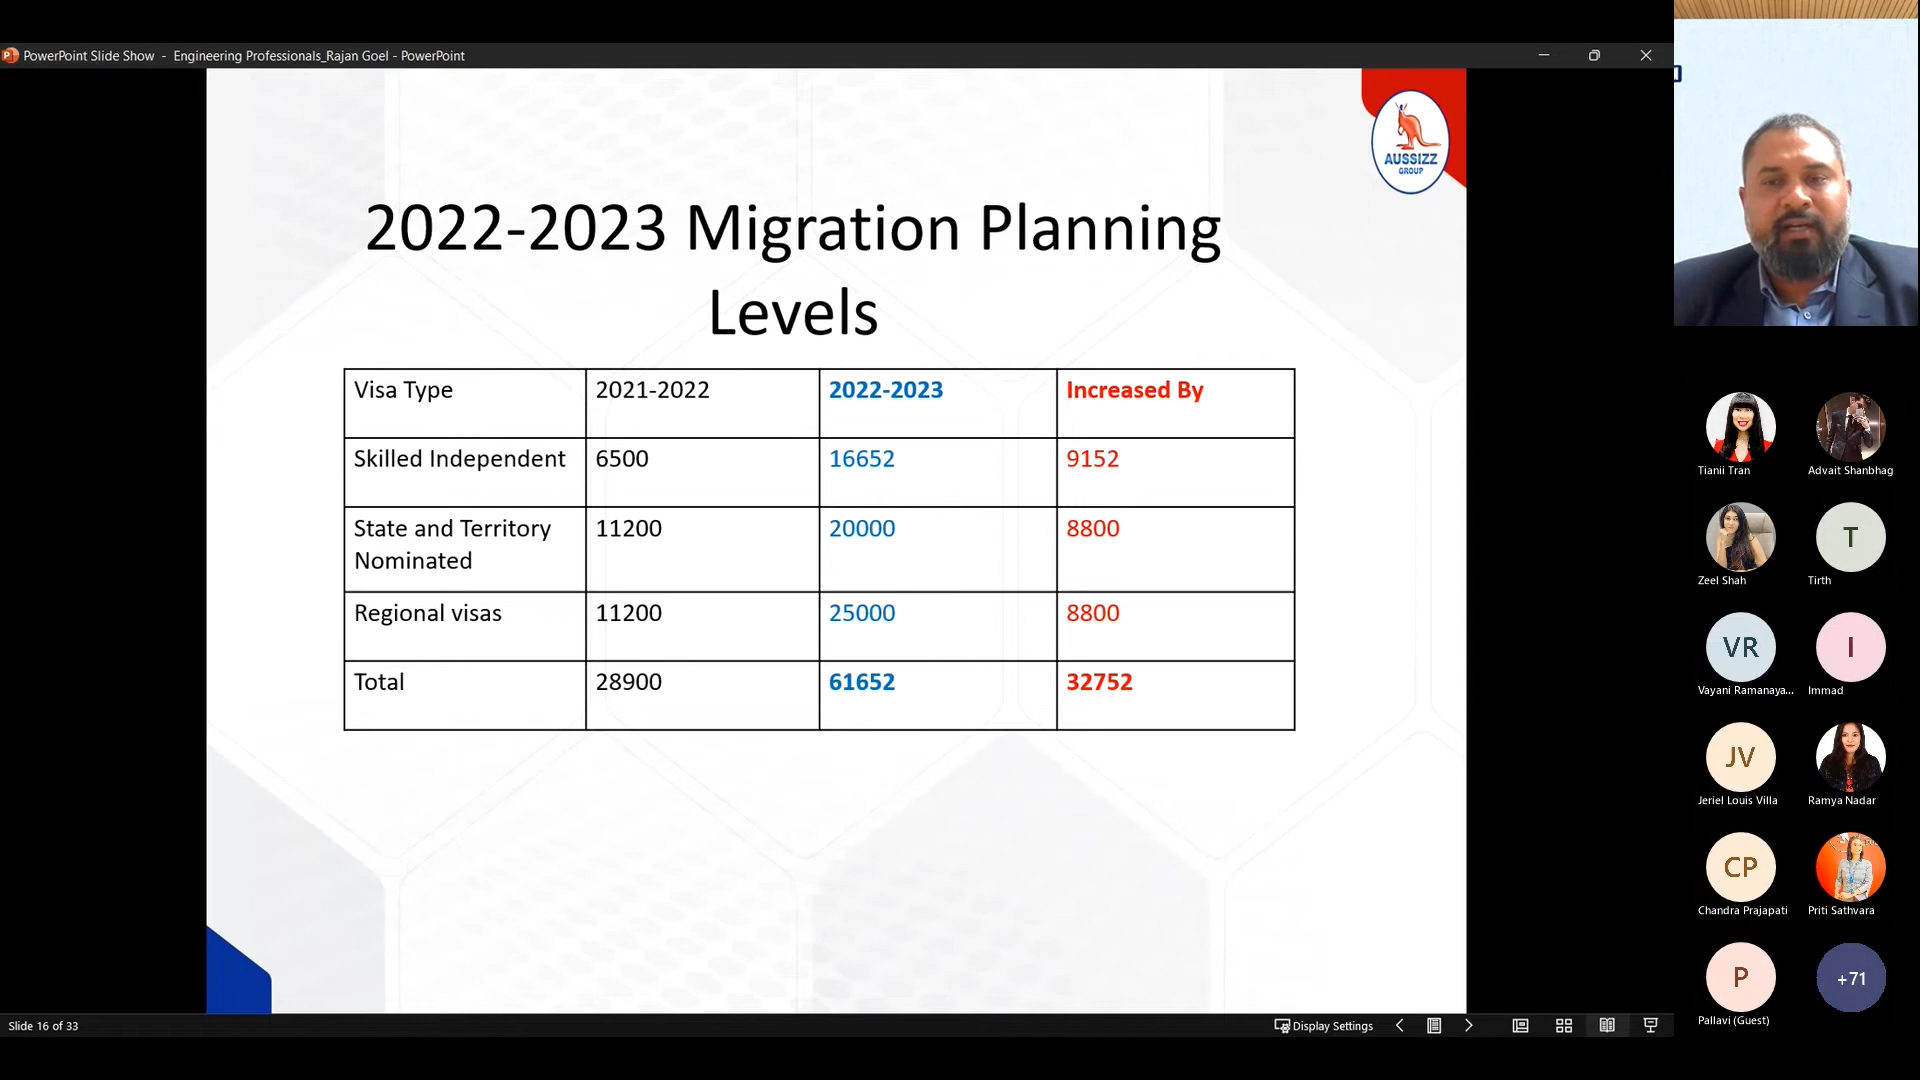 PowerPoint Slide Show - Engineering Professionals_Rajan Goel - PowerPoint
AUSSIZZ
GROUP
2022-2023 Migration Planning
Levels
Visa Type 2021-2022 2022-2023 Increased By
Skilled Independent 6500 16652 9152
State and Territory
Nominated 11200 20000 8800
Regional visas 11200 25000 8800
Total 28900 61652 32752
Tianii Tran
Advait Shanbhag
Zeel Shah
T
Tirth
VR
Vayani Ramanaya...
I
Immad
JV
Jeriel Louis Villa
Ramya Nadar
CP
Chandra Prajapati
Priti Sathvara
P
Pallavi (Guest)
+71
Slide 16 of 33
Display Settings